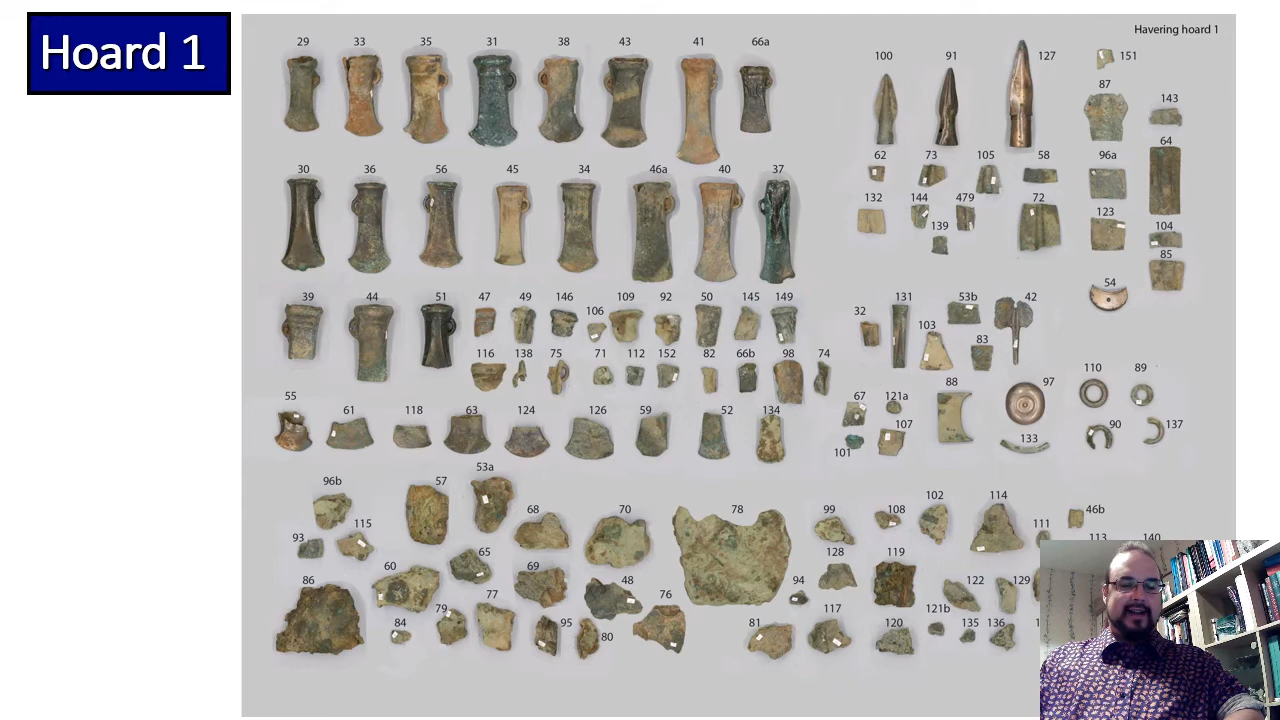 Hoard 1
Havering hoard 1
29 33 35 31 38 43 41 66a
100 91 127 151
87 143
30 36 56 45 34 46a 40 37
62 73 105 58 96a 64
132 144 479 72 123
139 104
85
54
39 44 51 47 49 146 106 109 92 50 145 149
32 131 103 53b 42
83
116 138 75 71 112 152 82 66b 98 74
110 89
55 61 118 63 124 126 59 52 134
67 121a 88 97
107 133 90 137
101
96b 57 53a 68 70 78 99 108 102 114 46b
93 115 111 113 140
65 128 119
86 60 69 48 76 94 122 129
84 79 77 95 80 81 117 120 121b 135 136